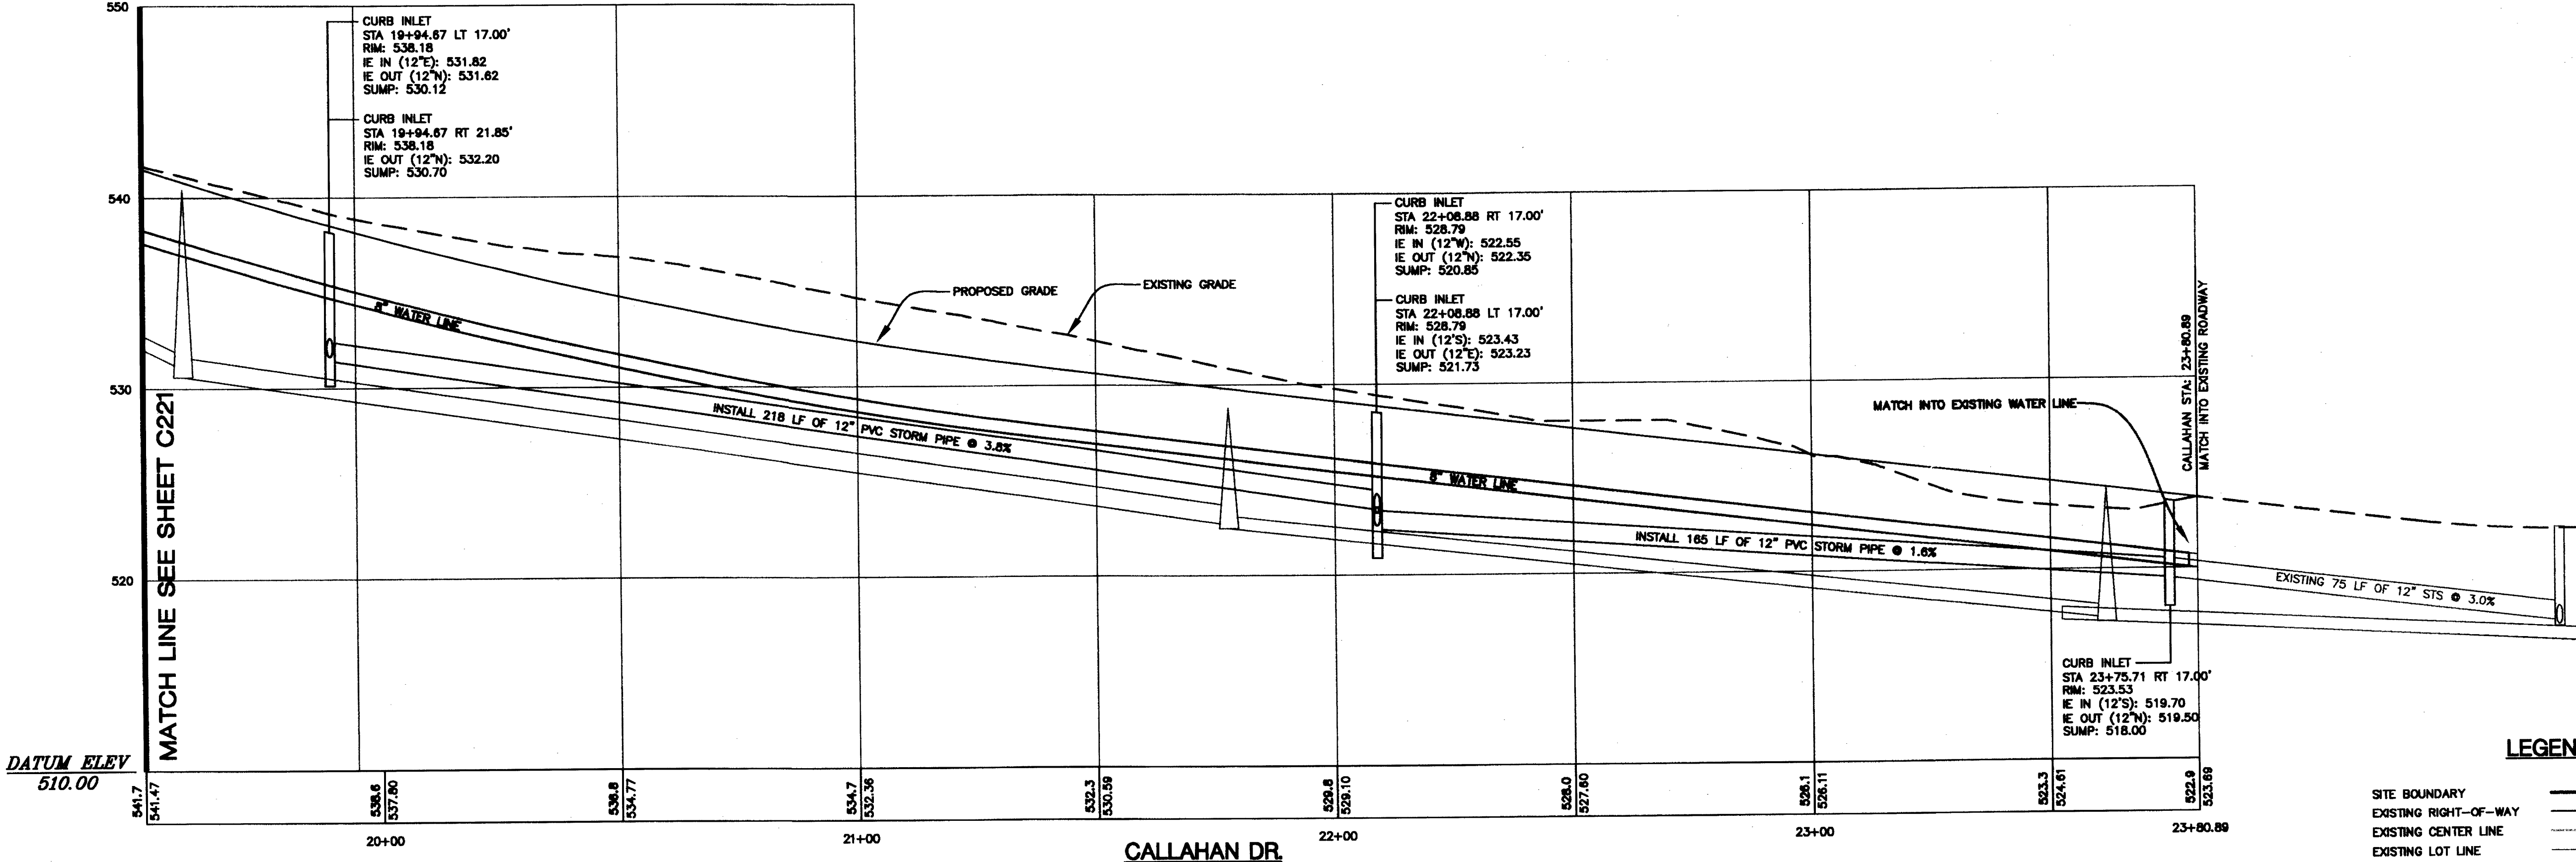 550
CURB INLET
STA 19+94.67 LT 17.00'
RIM: 538.18
IE IN (12"E): 531.82
IE OUT (12"N): 531.62
SUMP: 530.12
CURB INLET
STA 19+94.67 RT 21.85'
RIM: 538.18
IE OUT (12"N): 532.20
SUMP: 530.70
540
CURB INLET
STA 22+08.88 RT 17.00'
RIM: 528.79
IE IN (12"W): 522.55
IE OUT (12"N): 522.35
SUMP: 520.85
CURB INLET
STA 22+08.88 LT 17.00'
RIM: 528.79
IE IN (12'S): 523.43
IE OUT (12"E): 523.23
SUMP: 521.73
PROPOSED GRADE
EXISTING GRADE
8" WATER LINE
530
INSTALL 218 LF OF 12" PVC STORM PIPE @ 3.8%
MATCH INTO EXISTING WATER LINE
CALLAHAN STA: 23+80.89
MATCH INTO EXISTING ROADWAY
8" WATER LINE
INSTALL 165 LF OF 12" PVC STORM PIPE @ 1.6%
EXISTING 75 LF OF 12" STS @ 3.0%
520
MATCH LINE SEE SHEET C221
CURB INLET
STA 23+75.71 RT 17.00'
RIM: 523.53
IE IN (12'S): 519.70
IE OUT (12"N): 519.50
SUMP: 518.00
DATUM ELEV
510.00
541.7
541.47
538.6
537.80
536.8
534.77
534.7
532.36
532.3
530.59
529.8
529.10
528.0
527.60
526.1
526.11
523.3
524.61
522.9
523.69
20+00
21+00
22+00
23+00
23+80.89
CALLAHAN DR.
LEGEN
SITE BOUNDARY
EXISTING RIGHT-OF-WAY
EXISTING CENTER LINE
EXISTING LOT LINE